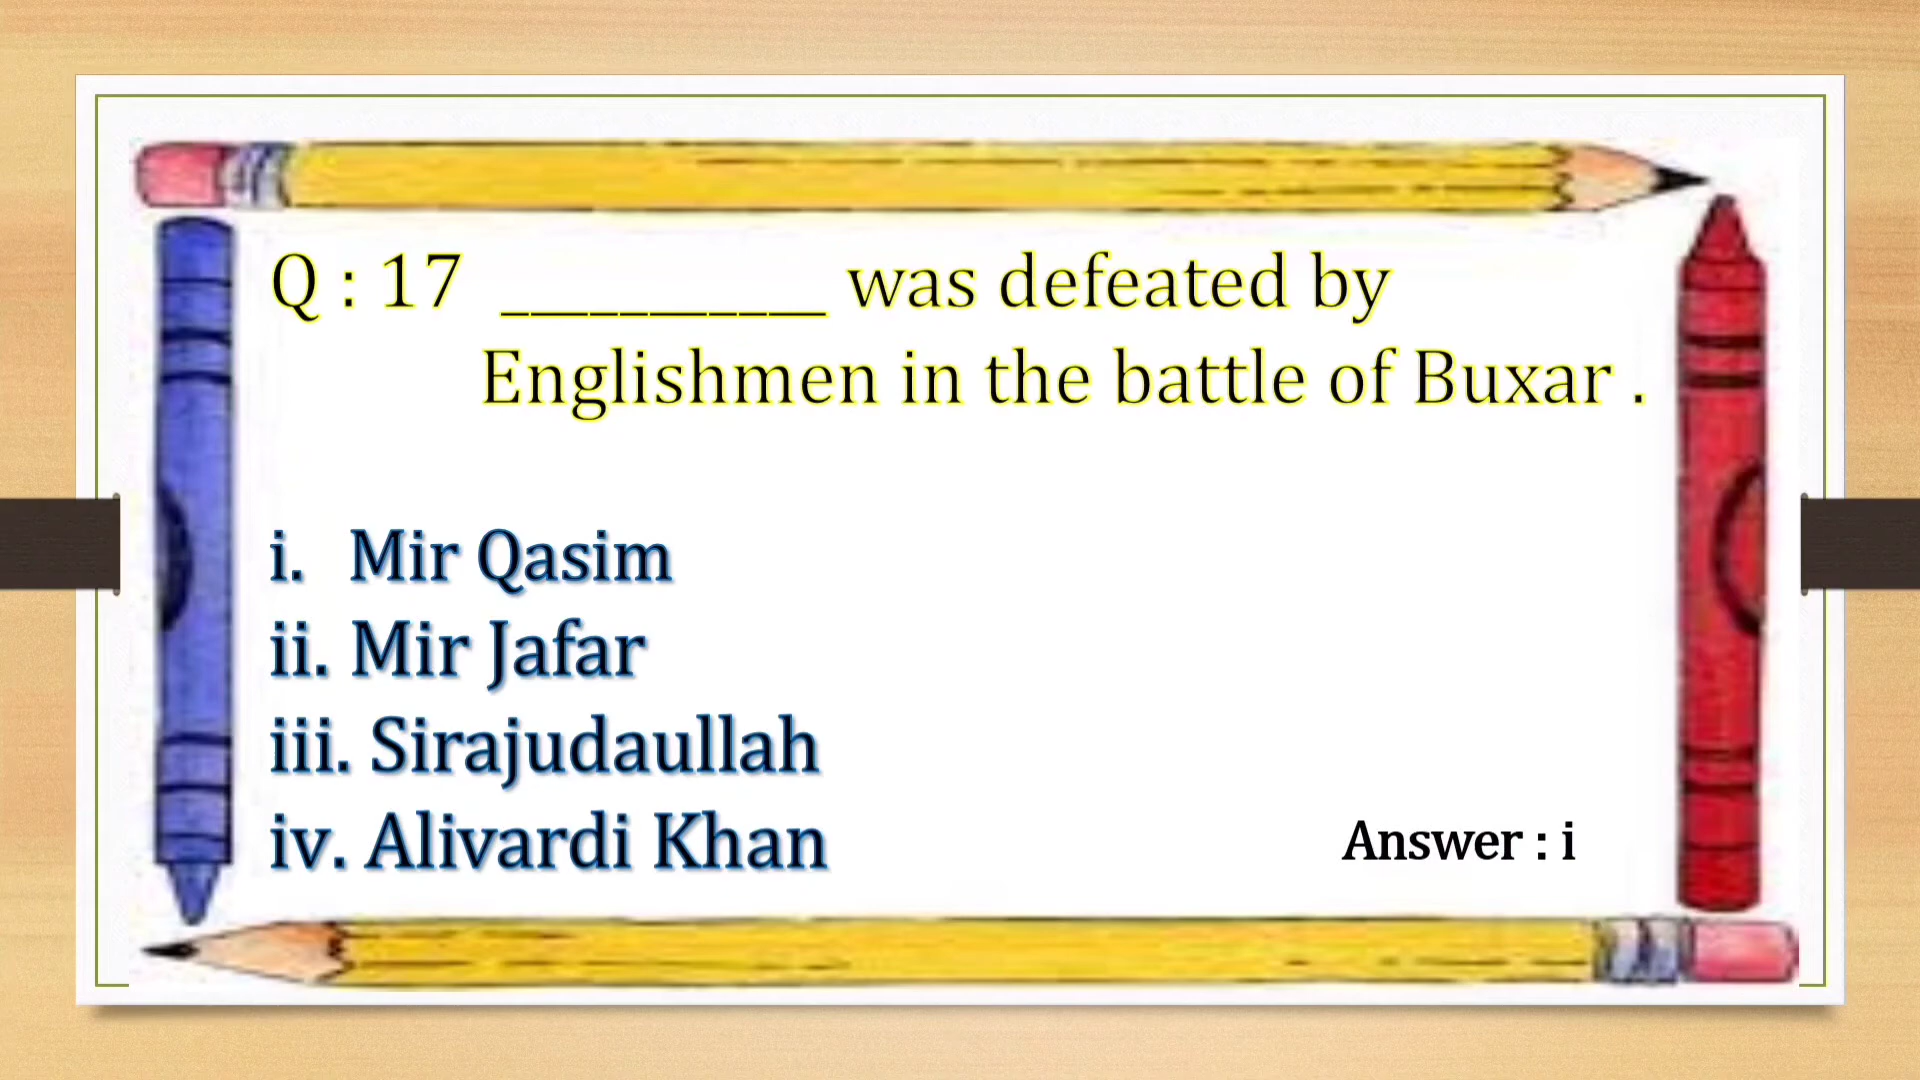 Q : 17 ___________ was defeated by
Englishmen in the battle of Buxar .
i. Mir Qasim
ii. Mir Jafar
iii. Sirajudaullah
iv. Alivardi Khan
Answer : i